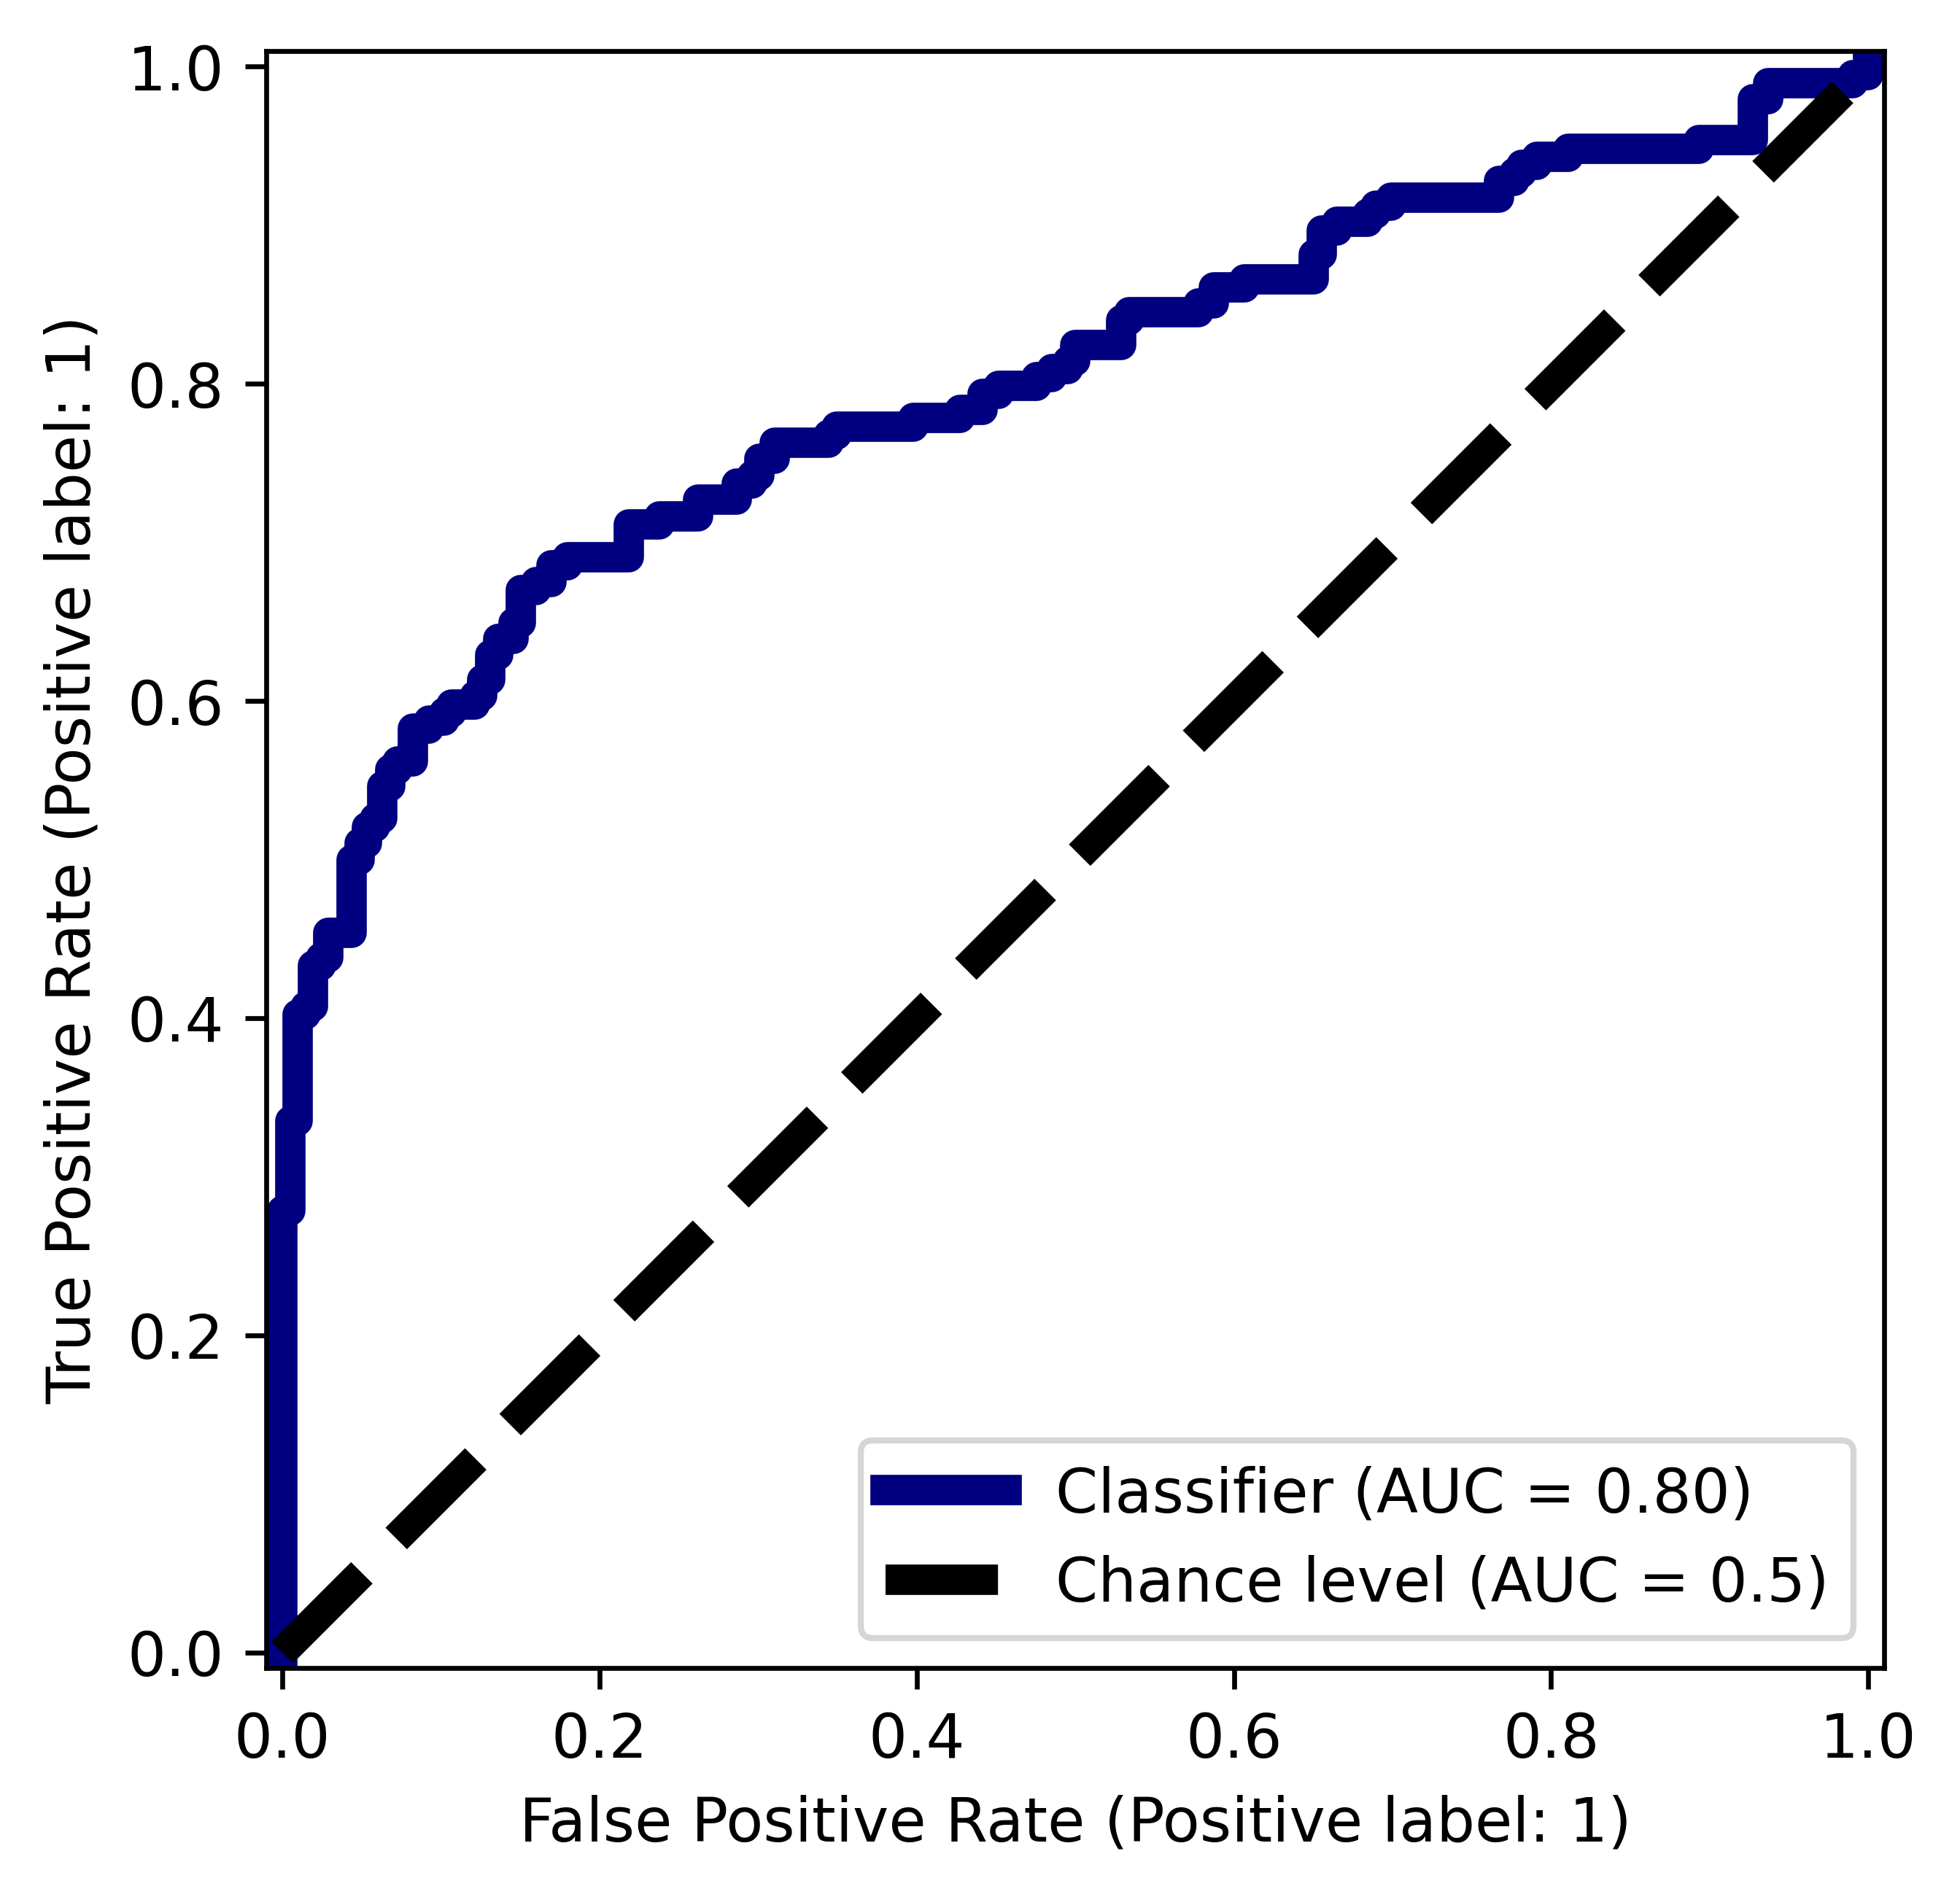 1.0
0.8
0.6
0.4
0.2
0.0
True Positive Rate (Positive label: 1)
Classifier (AUC = 0.80)
Chance level (AUC = 0.5)
0.0 0.2 0.4 0.6 0.8 1.0
False Positive Rate (Positive label: 1)